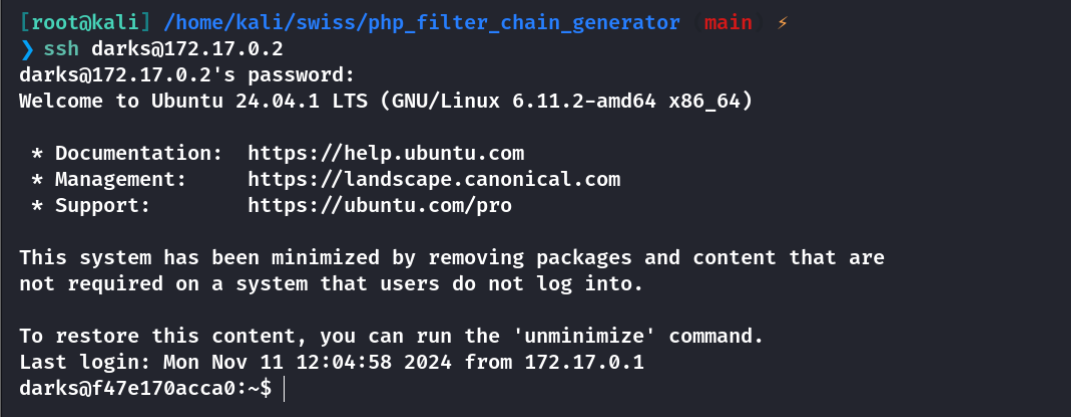 [root@kali] /home/kali/swiss/php_filter_chain_generator main ⚡
❯ ssh darks@172.17.0.2
darks@172.17.0.2's password:
Welcome to Ubuntu 24.04.1 LTS (GNU/Linux 6.11.2-amd64 x86_64)
* Documentation: https://help.ubuntu.com
* Management: https://landscape.canonical.com
* Support: https://ubuntu.com/pro
This system has been minimized by removing packages and content that are
not required on a system that users do not log into.
To restore this content, you can run the 'unminimize' command.
Last login: Mon Nov 11 12:04:58 2024 from 172.17.0.1
darks@f47e170acca0:~$